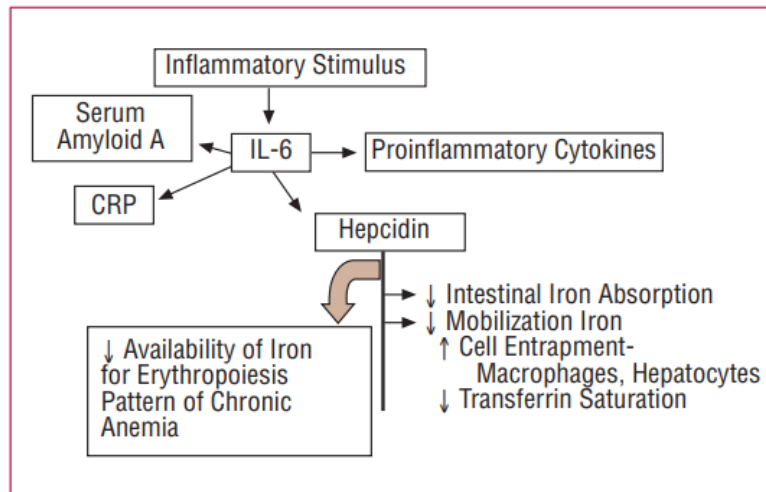 Inflammatory Stimulus
Serum
Amyloid A
IL-6
Proinflammatory Cytokines
CRP
Hepcidin
↓ Intestinal Iron Absorption
↓ Mobilization Iron
↑ Cell Entrapment-
Macrophages, Hepatocytes
↓ Transferrin Saturation
↓ Availability of Iron
for Erythropoiesis
Pattern of Chronic
Anemia